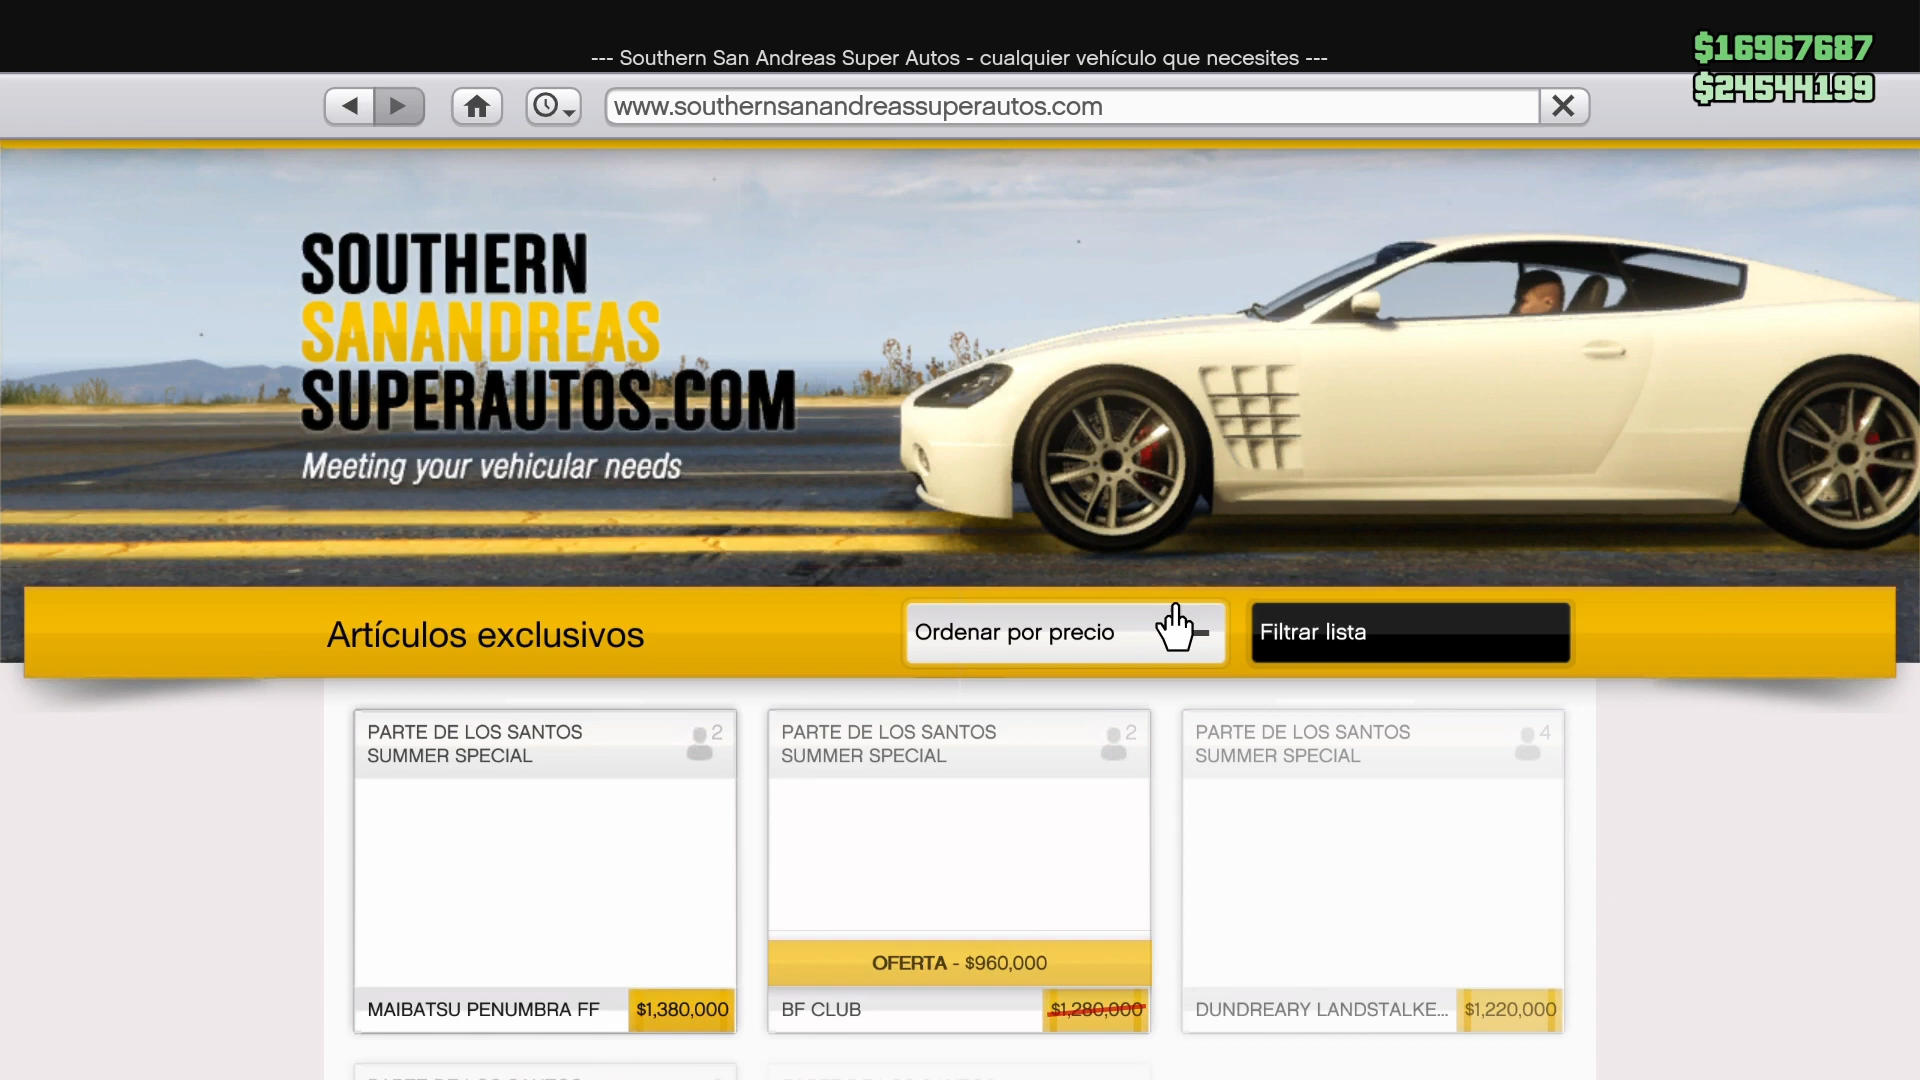 --- Southern San Andreas Super Autos - cualquier vehículo que necesites ---
$16967687
$24544199
www.southernsanandreassuperautos.com
SOUTHERN
SANANDREAS
SUPERAUTOS.COM
Meeting your vehicular needs
Artículos exclusivos
Ordenar por precio
Filtrar lista
PARTE DE LOS SANTOS
SUMMER SPECIAL
2
MAIBATSU PENUMBRA FF
$1,380,000
PARTE DE LOS SANTOS
SUMMER SPECIAL
2
OFERTA - $960,000
BF CLUB
$1,280,000
PARTE DE LOS SANTOS
SUMMER SPECIAL
4
DUNDREARY LANDSTALKE...
$1,220,000